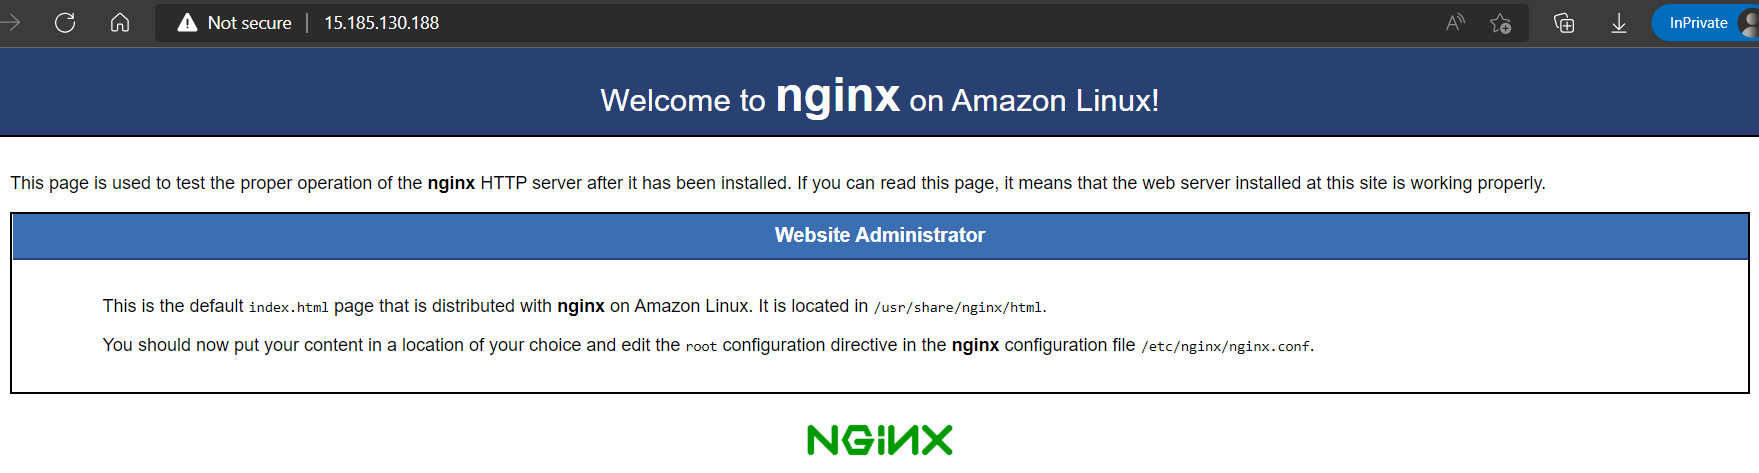 Not secure | 15.185.130.188
InPrivate
Welcome to nginx on Amazon Linux!
This page is used to test the proper operation of the nginx HTTP server after it has been installed. If you can read this page, it means that the web server installed at this site is working properly.
Website Administrator
This is the default index.html page that is distributed with nginx on Amazon Linux. It is located in /usr/share/nginx/html.
You should now put your content in a location of your choice and edit the root configuration directive in the nginx configuration file /etc/nginx/nginx.conf.
NGINX